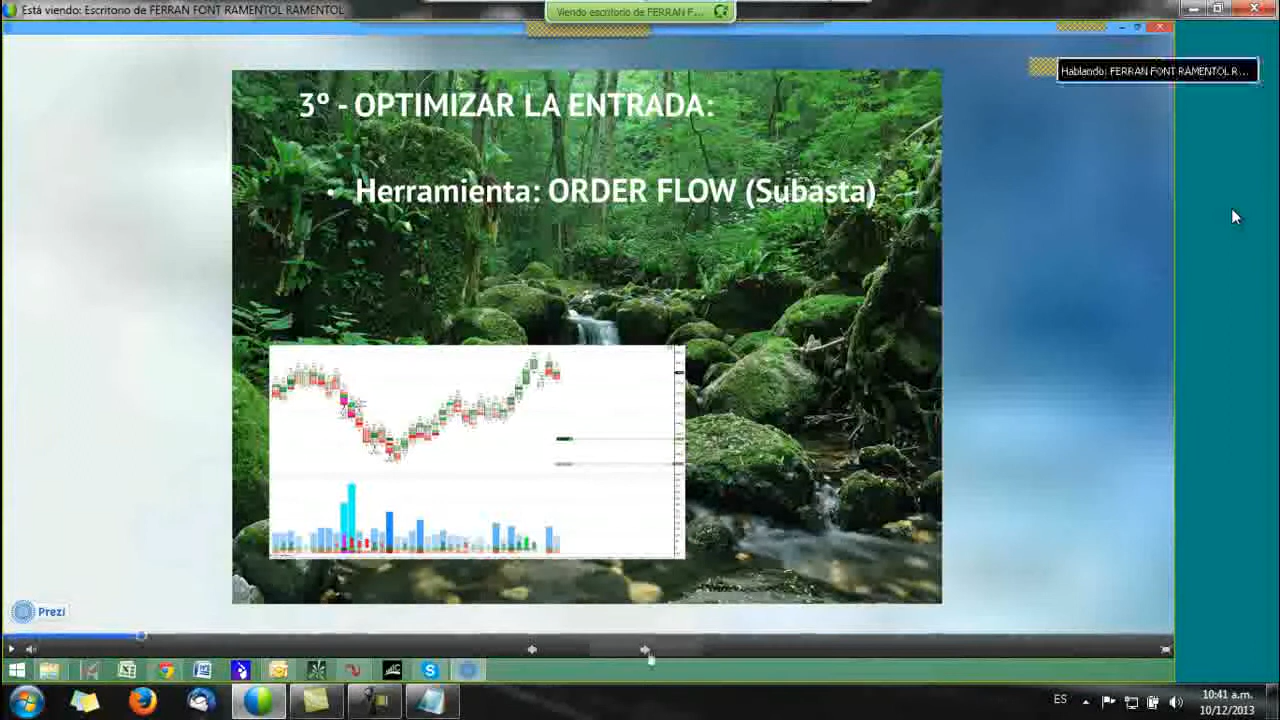 Está viendo: Escritorio de FERRAN FONT RAMENTOL RAMENTOL
Viendo escritorio de FERRAN F...
Hablando: FERRAN FONT RAMENTOL R...
3º - OPTIMIZAR LA ENTRADA:
• Herramienta: ORDER FLOW (Subasta)
Prezi
ES
10:41 a.m.
10/12/2013